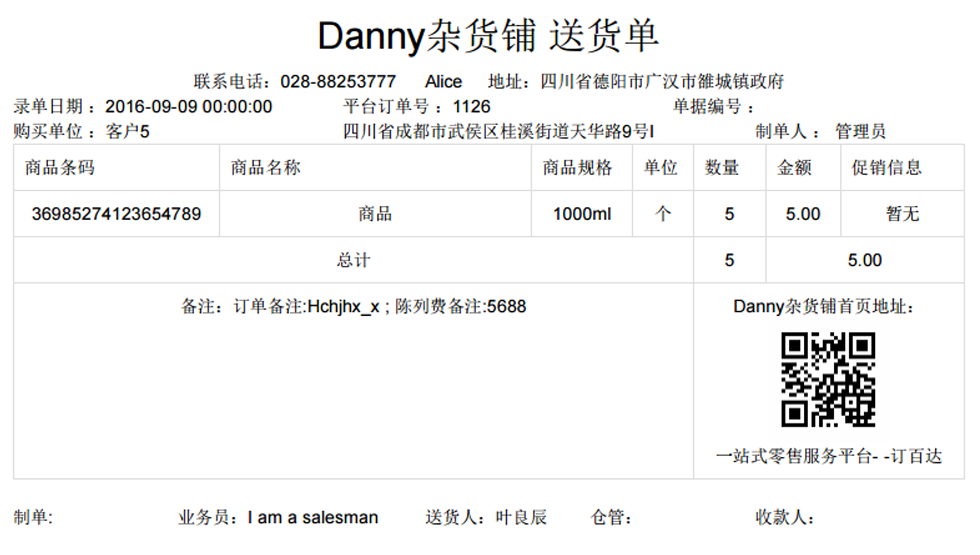 Danny杂货铺 送货单
联系电话：028-88253777 Alice 地址：四川省德阳市广汉市雒城镇政府
录单日期 ：2016-09-09 00:00:00 平台订单号 ：1126 单据编号 ：
购买单位 ：客户5 四川省成都市武侯区桂溪街道天华路9号I 制单人 ： 管理员
商品条码 商品名称 商品规格 单位 数量 金额 促销信息
36985274123654789 商品 1000ml 个 5 5.00 暂无
总计 5 5.00
备注：订单备注:Hchjhx_x ; 陈列费备注:5688 Danny杂货铺首页地址：
一站式零售服务平台- -订百达
制单: 业务员：I am a salesman 送货人：叶良辰 仓管： 收款人：